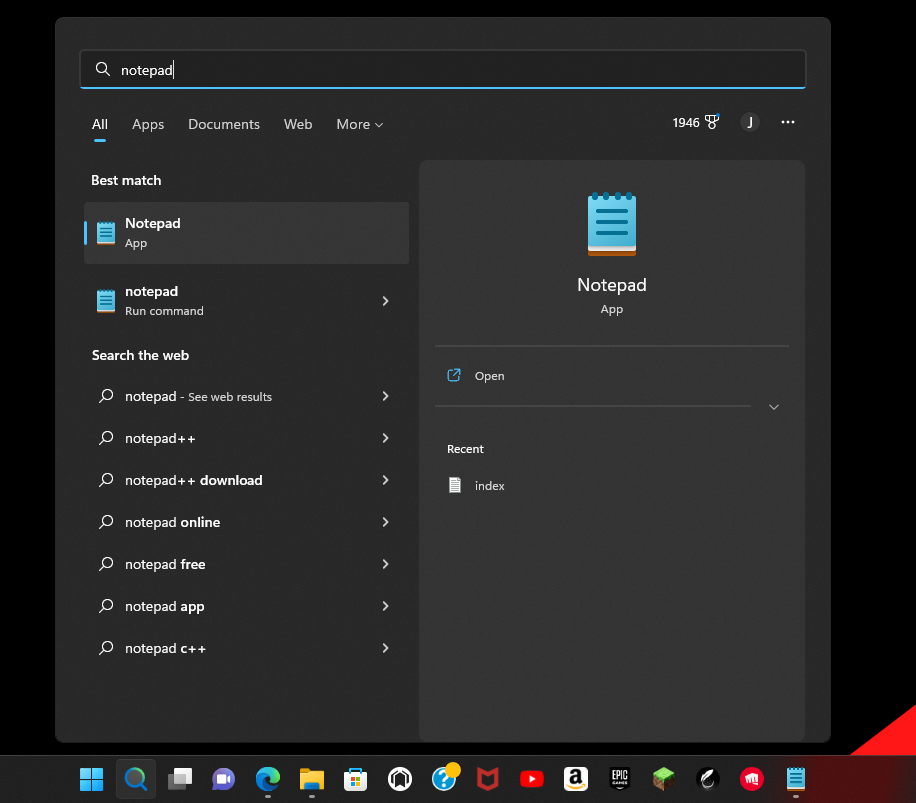 notepad
All Apps Documents Web More 1946 J
Best match
Notepad
App
notepad
Run command
Search the web
notepad - See web results
notepad++
notepad++ download
notepad online
notepad free
notepad app
notepad c++
Notepad
App
Open
Recent
index
a
EPIC
GAMES